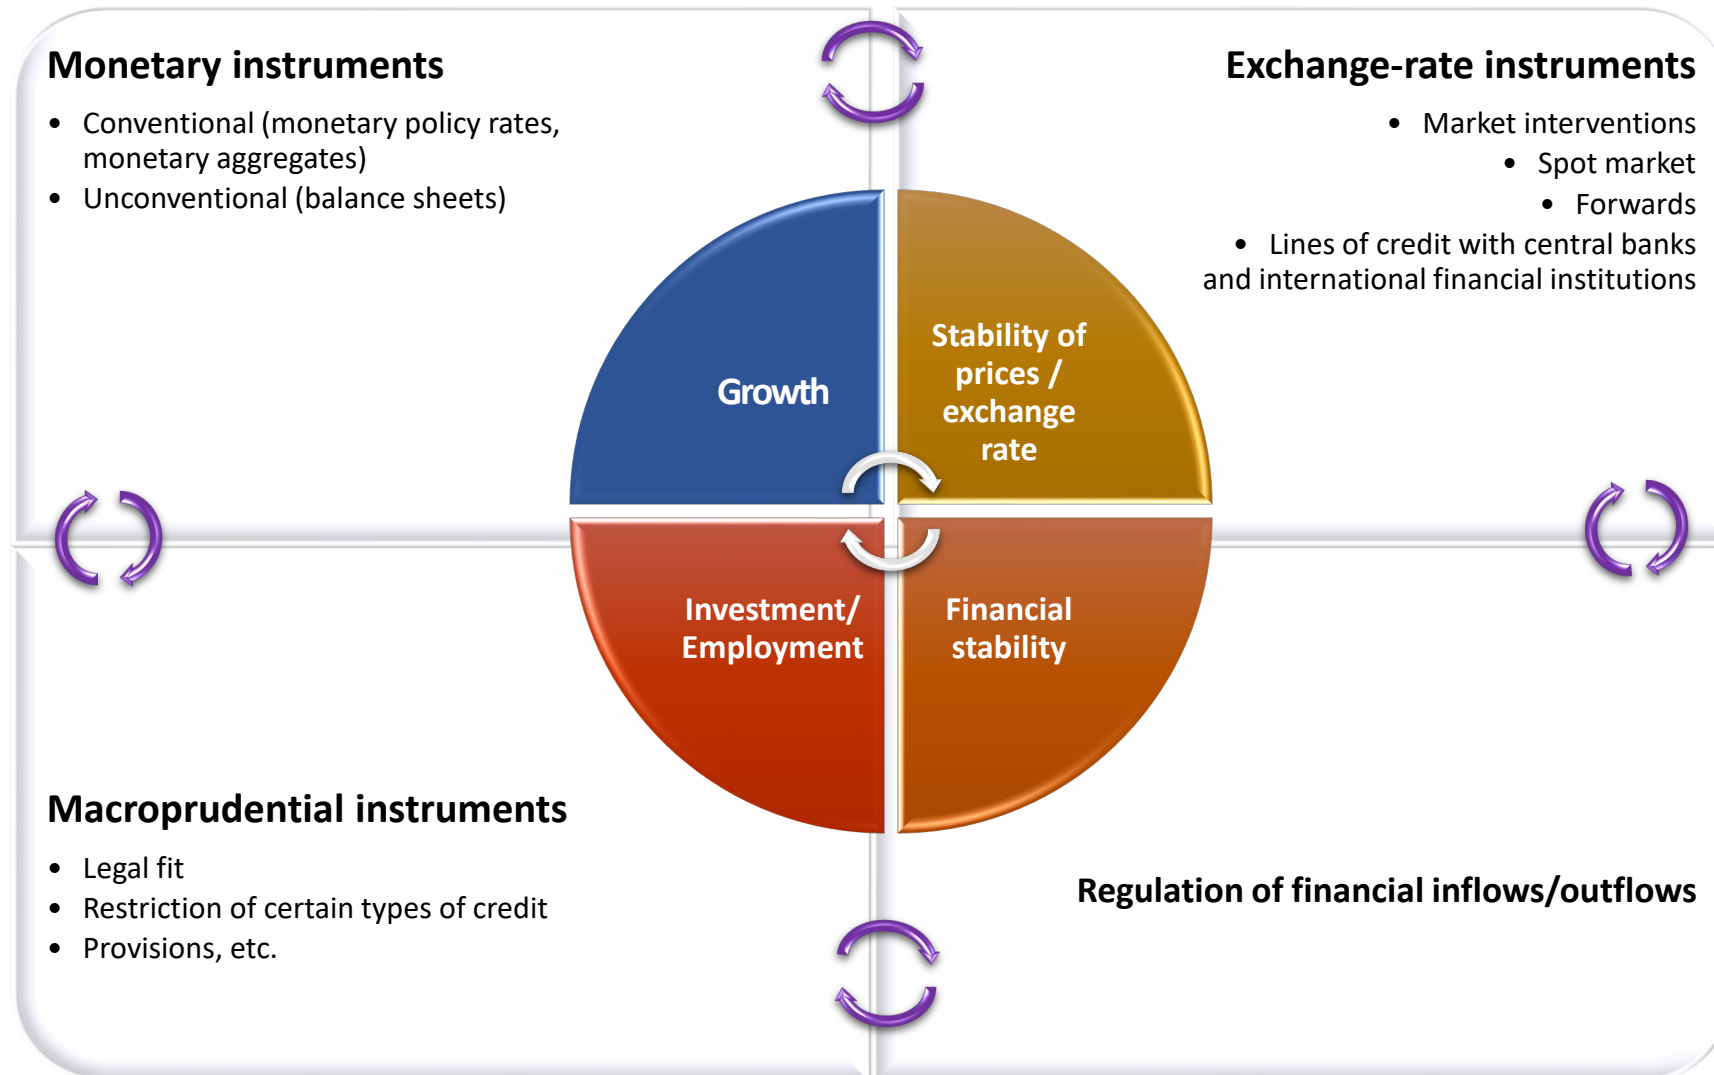 Monetary instruments
• Conventional (monetary policy rates,
monetary aggregates)
• Unconventional (balance sheets)
Exchange-rate instruments
• Market interventions
• Spot market
• Forwards
• Lines of credit with central banks
and international financial institutions
Growth
Stability of
prices /
exchange
rate
Investment/
Employment
Financial
stability
Macroprudential instruments
• Legal fit
• Restriction of certain types of credit
• Provisions, etc.
Regulation of financial inflows/outflows